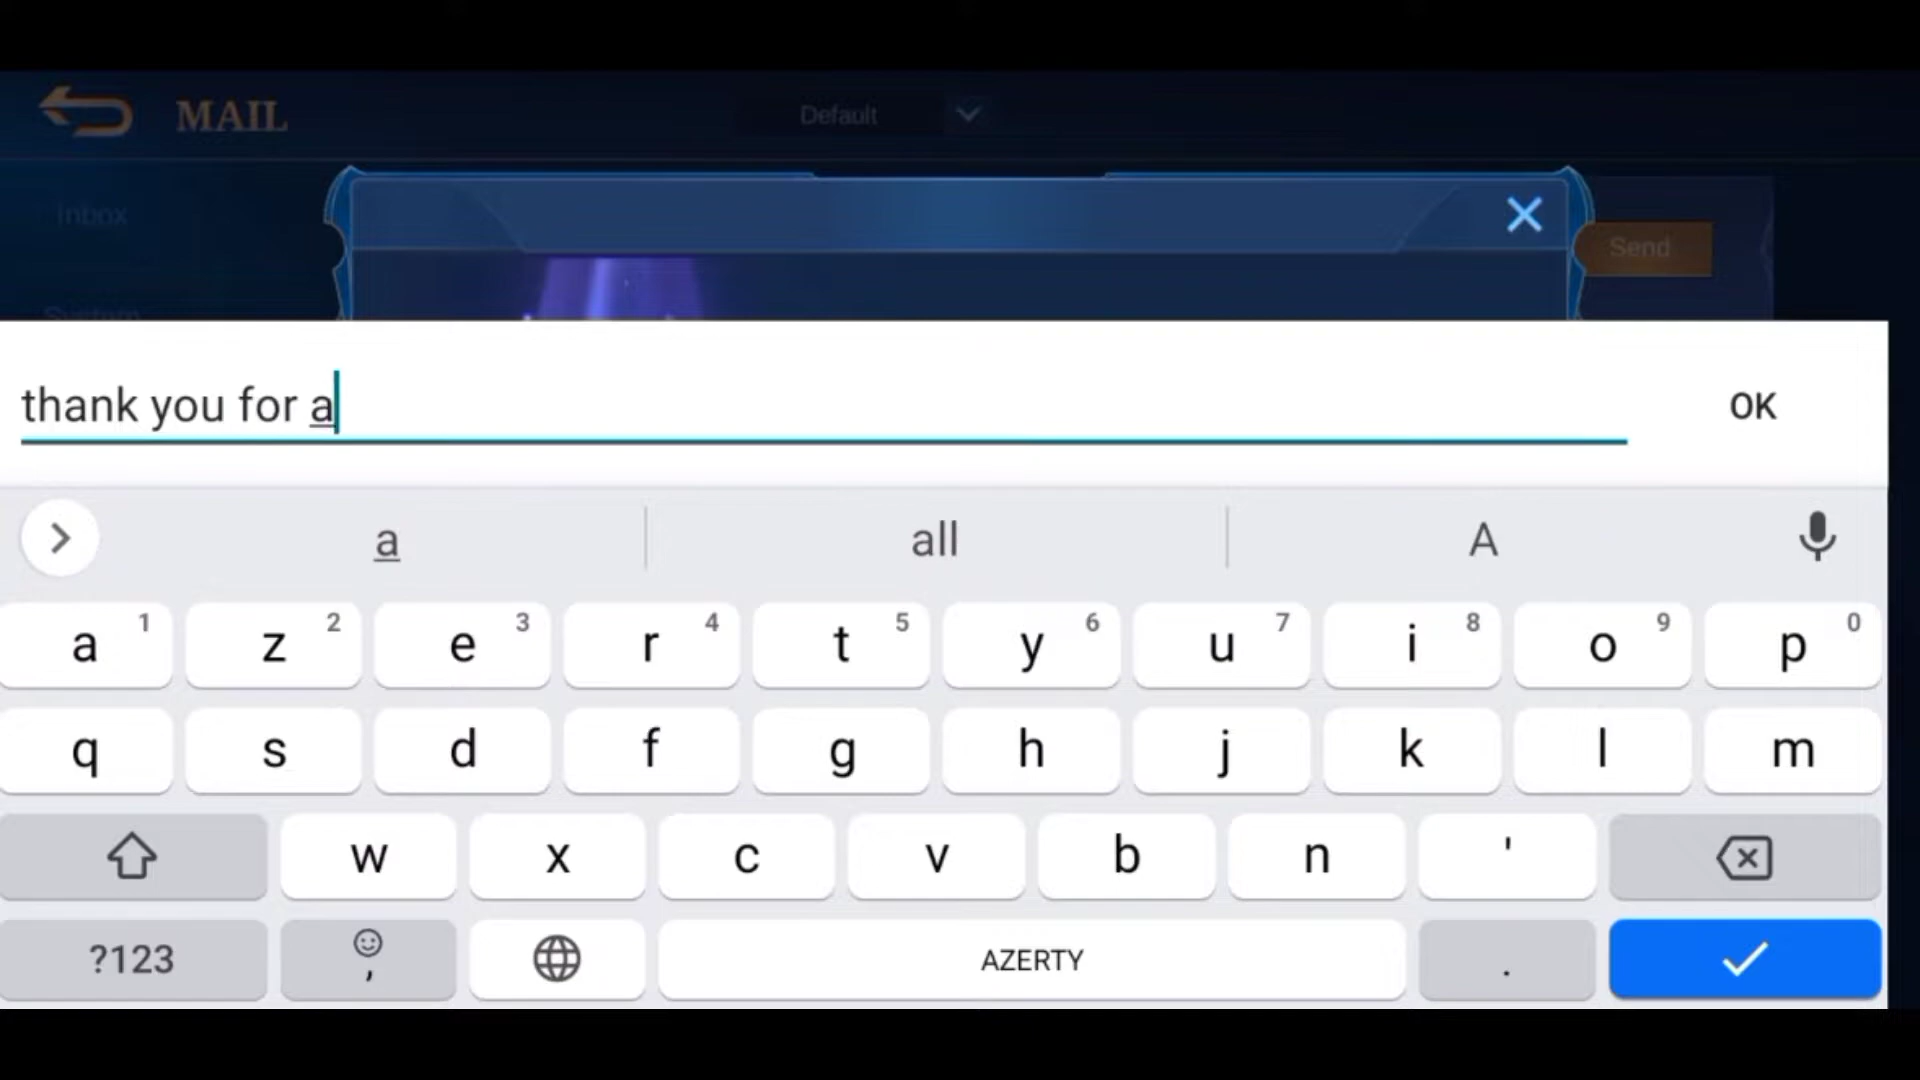 MAIL
Default
Inbox
Send
System
thank you for a
OK
a
all
A
a 1 z 2 e 3 r 4 t 5 y 6 u 7 i 8 o 9 p 0
q s d f g h j k l m
w x c v b n '
?123 , AZERTY .